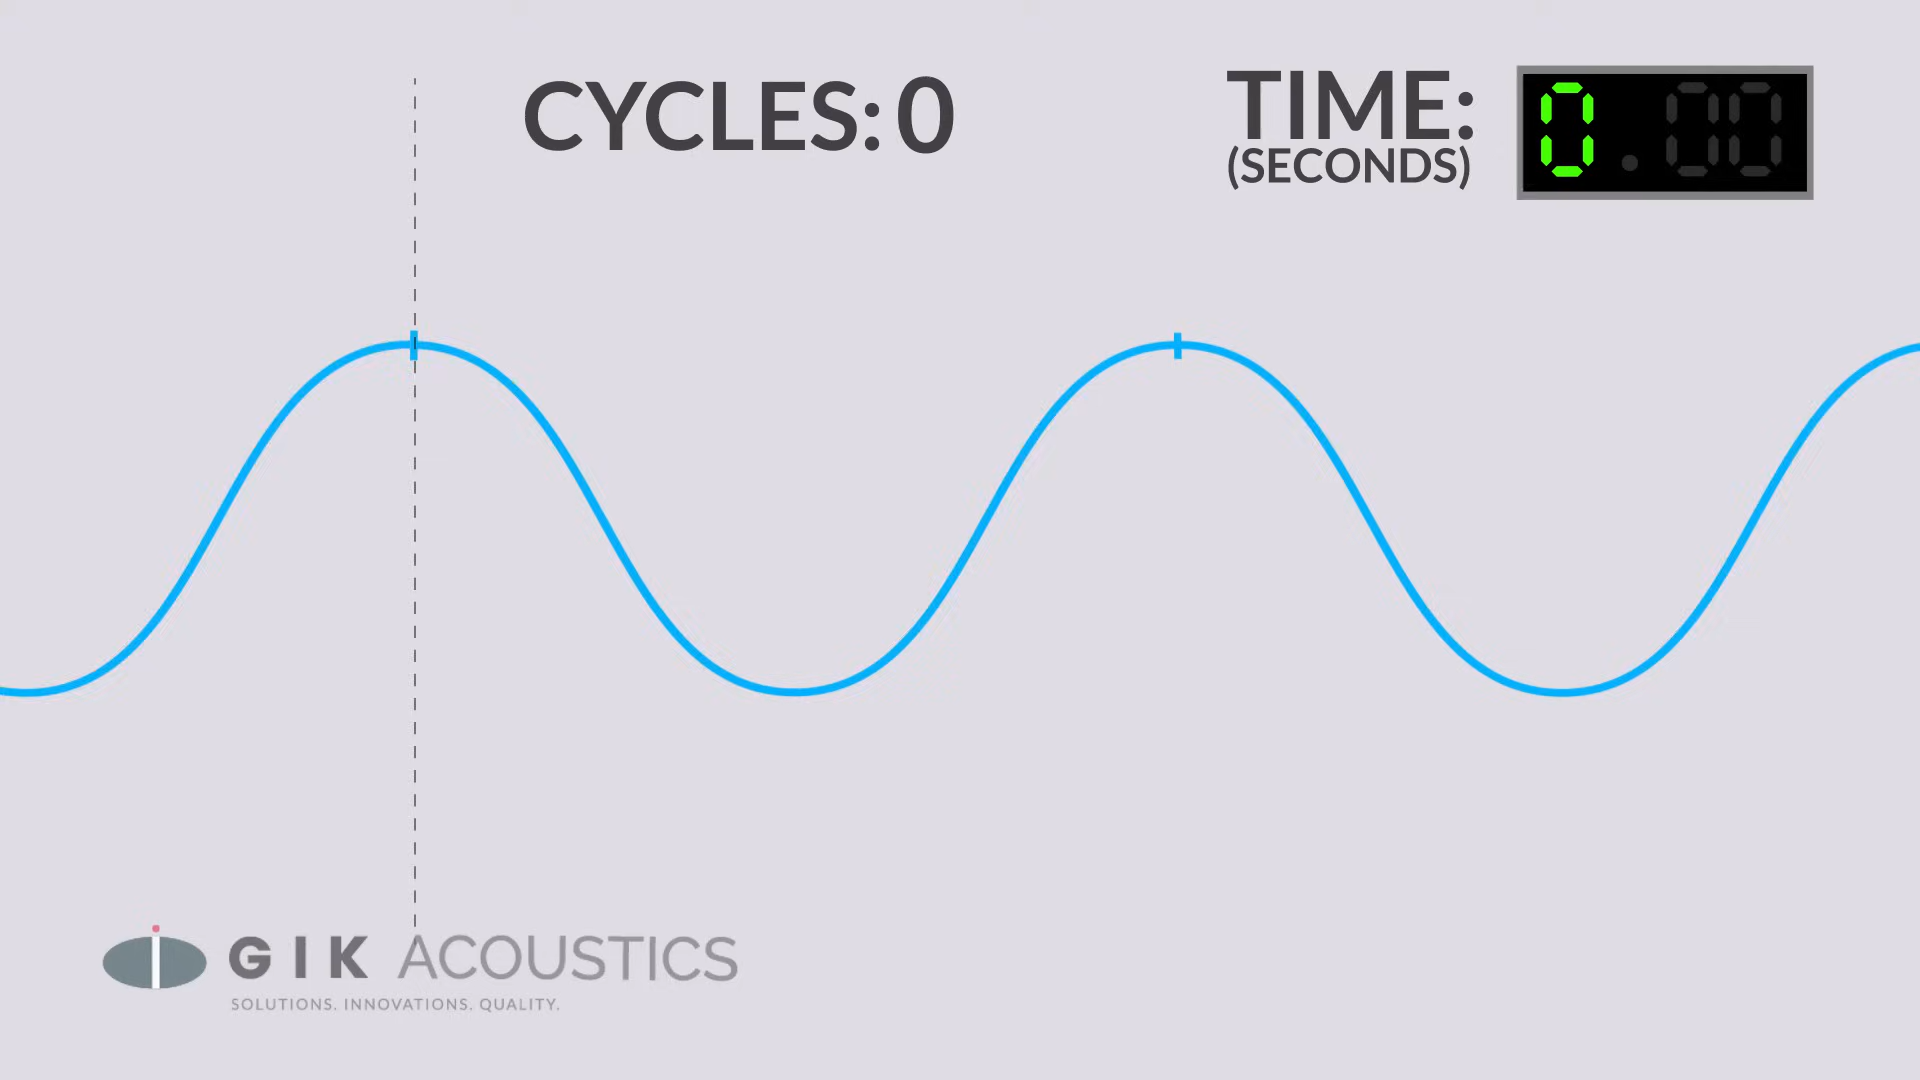 CYCLES: 0
TIME:
(SECONDS)
0.00
GIK ACOUSTICS
SOLUTIONS. INNOVATIONS. QUALITY.